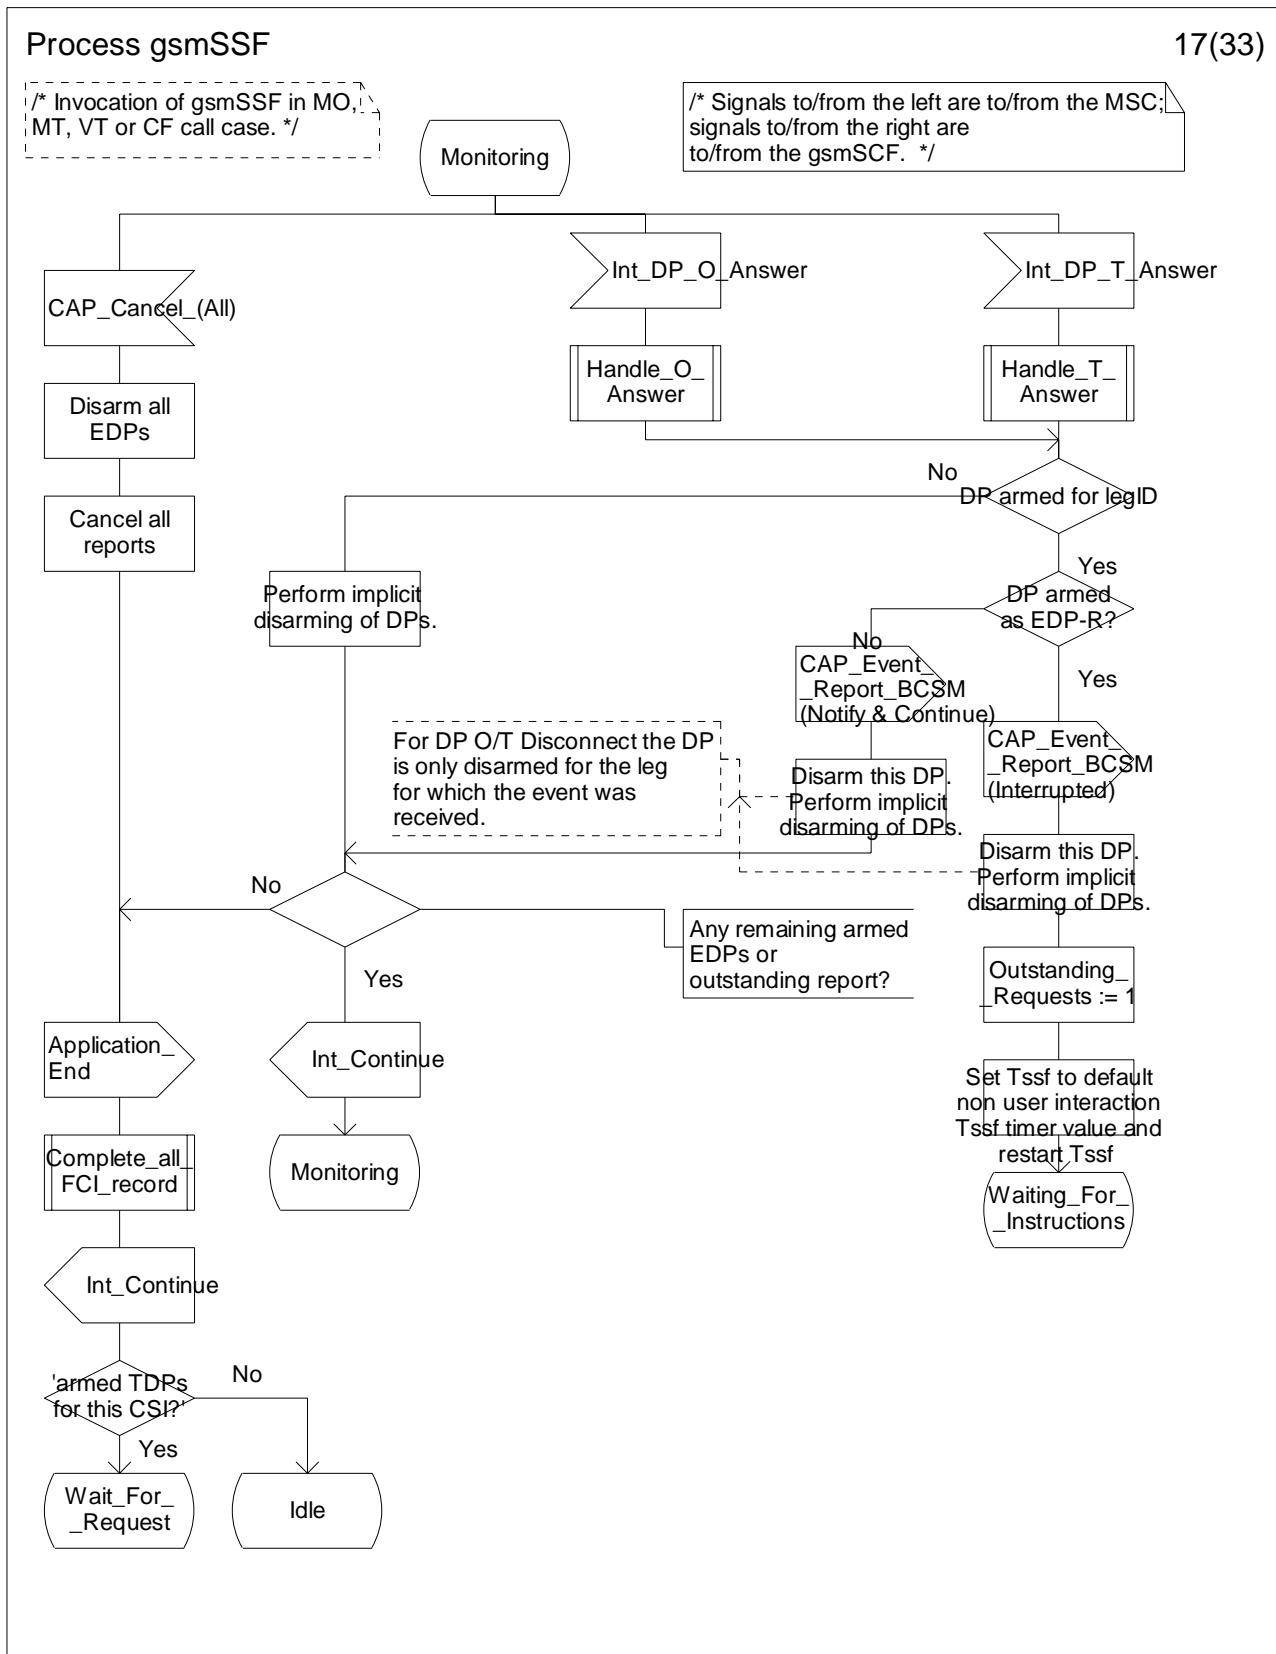 Process gsmSSF
17(33)
/* Invocation of gsmSSF in MO,
MT, VT or CF call case. */
/* Signals to/from the left are to/from the MSC;
signals to/from the right are
to/from the gsmSCF.  */
Monitoring
Int_DP_O_Answer
Int_DP_T_Answer
CAP_Cancel_(All)
Handle_O_
Answer
Handle_T_
Answer
Disarm all
EDPs
No
DP armed for legID
Cancel all
reports
Yes
Perform implicit
disarming of DPs.
DP armed
as EDP-R?
No
CAP_Event_
_Report_BCSM
(Notify & Continue)
Yes
For DP O/T Disconnect the DP
is only disarmed for the leg
for which the event was
received.
CAP_Event_
_Report_BCSM
(Interrupted)
Disarm this DP.
Perform implicit
disarming of DPs.
Disarm this DP.
Perform implicit
disarming of DPs.
No
Any remaining armed
EDPs or
outstanding report?
Yes
Outstanding_
_Requests := 1
Application_
End
Int_Continue
Set Tssf to default
non user interaction
Tssf timer value and
restart Tssf
Complete_all_
FCI_record
Monitoring
Waiting_For_
_Instructions
Int_Continue
'armed TDPs
for this CSI?'
No
Yes
Wait_For_
_Request
Idle